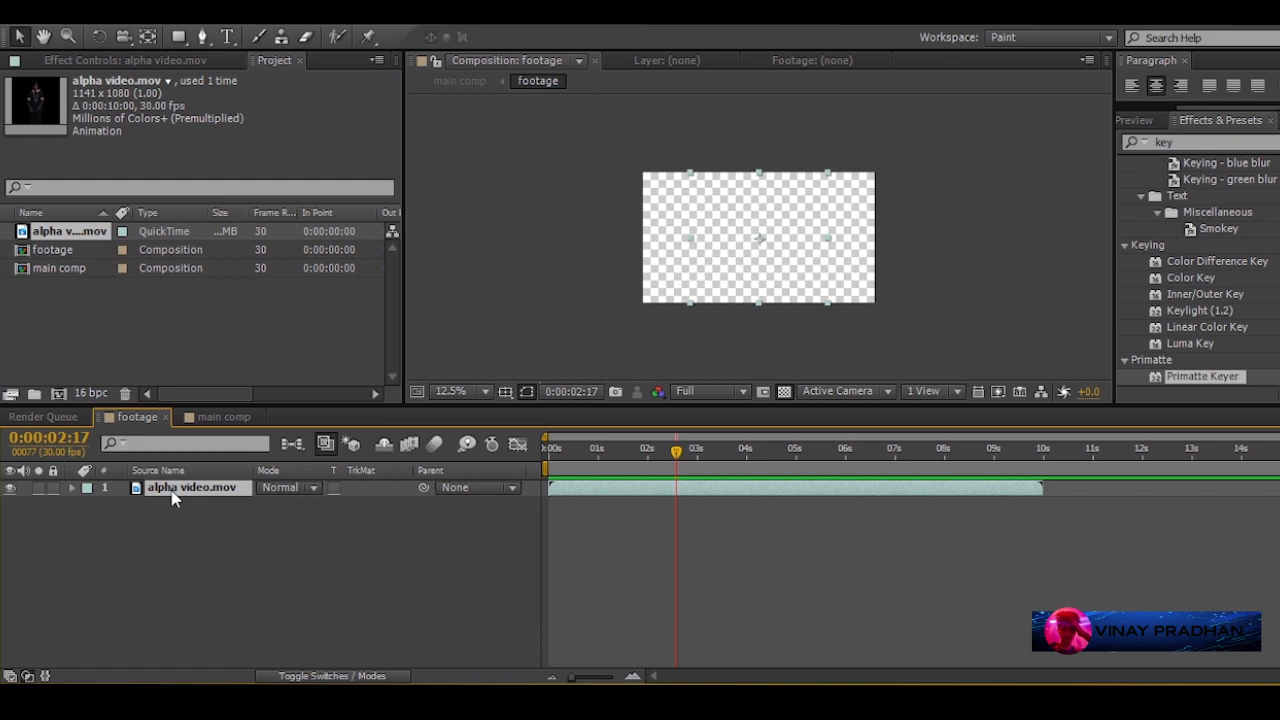 Workspace: Paint Search Help
Effect Controls: alpha video.mov Project
alpha video.mov , used 1 time
1141 x 1080 (1.00)
Δ 0:00:10:00, 30.00 fps
Millions of Colors+ (Premultiplied)
Animation
Composition: footage Layer: (none) Footage: (none)
main comp footage
Paragraph
Preview Effects & Presets
key
Keying - blue blur
Keying - green blur
Text
Miscellaneous
Smokey
Keying
Color Difference Key
Color Key
Inner/Outer Key
Keylight (1.2)
Linear Color Key
Luma Key
Primatte
Primatte Keyer
Name Type Size Frame R... In Point Out
alpha v....mov QuickTime ...MB 30 0:00:00:00
footage Composition 30 0:00:00:00
main comp Composition 30 0:00:00:00
16 bpc
12.5% 0:00:02:17 Full Active Camera 1 View +0.0
Render Queue footage main comp
0:00:02:17
00077 (30.00 fps)
:00s 01s 02s 03s 04s 05s 06s 07s 08s 09s 10s 11s 12s 13s 14s
# Source Name Mode T TrkMat Parent
1 alpha video.mov Normal None
VINAY PRADHAN
Toggle Switches / Modes